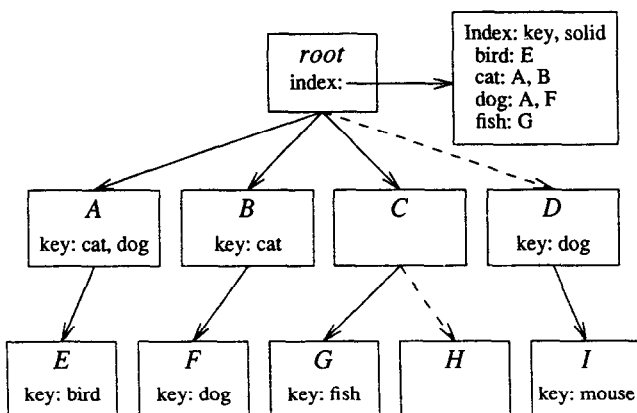 root
index:
Index: key, solid
bird: E
cat: A, B
dog: A, F
fish: G
A
key: cat, dog
B
key: cat
C
D
key: dog
E
key: bird
F
key: dog
G
key: fish
H
I
key: mouse